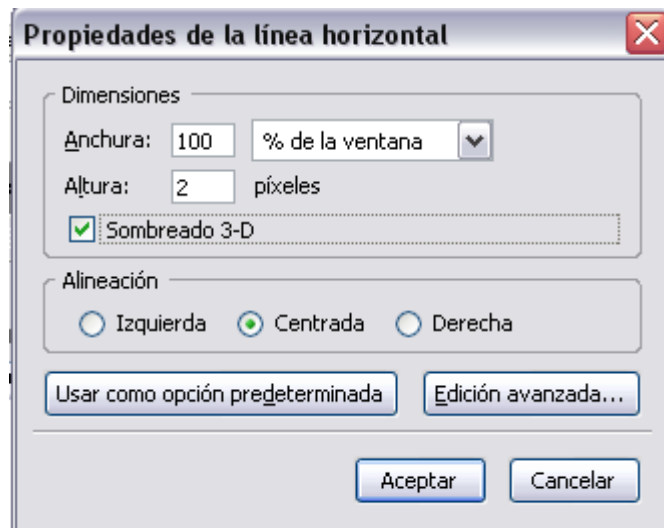 Propiedades de la línea horizontal
Dimensiones
Anchura: 100 % de la ventana
Altura: 2 píxeles
Sombreado 3-D
Alineación
Izquierda Centrada Derecha
Usar como opción predeterminada Edición avanzada...
Aceptar Cancelar